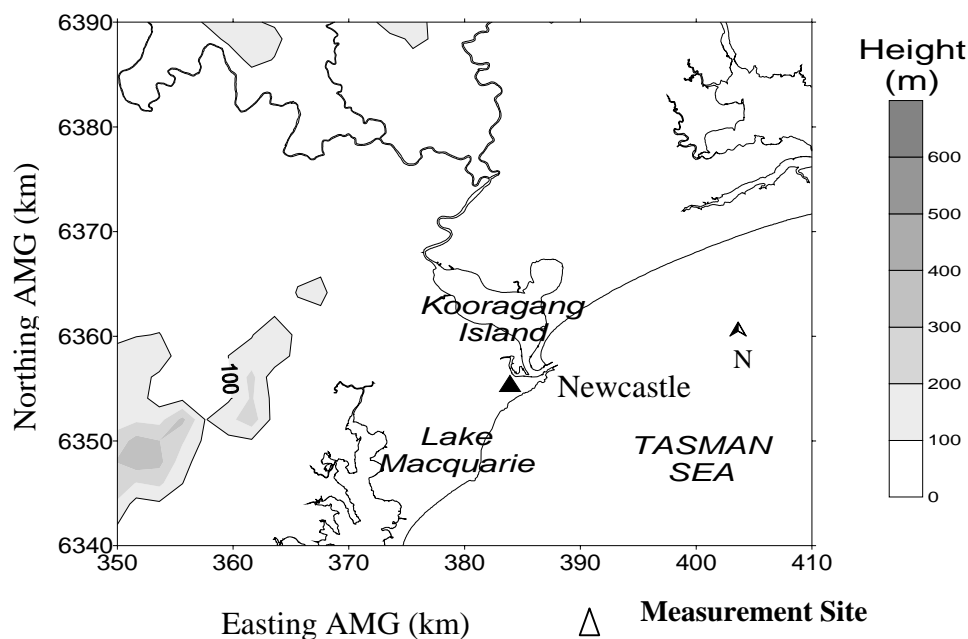 6390
6380
6370
6360
6350
6340
Northing AMG (km)
350
360
370
380
390
400
410
Easting AMG (km)
Kooragang
Island
100
N
Newcastle
Lake
Macquarie
TASMAN
SEA
Height
(m)
600
500
400
300
200
100
0
Measurement Site